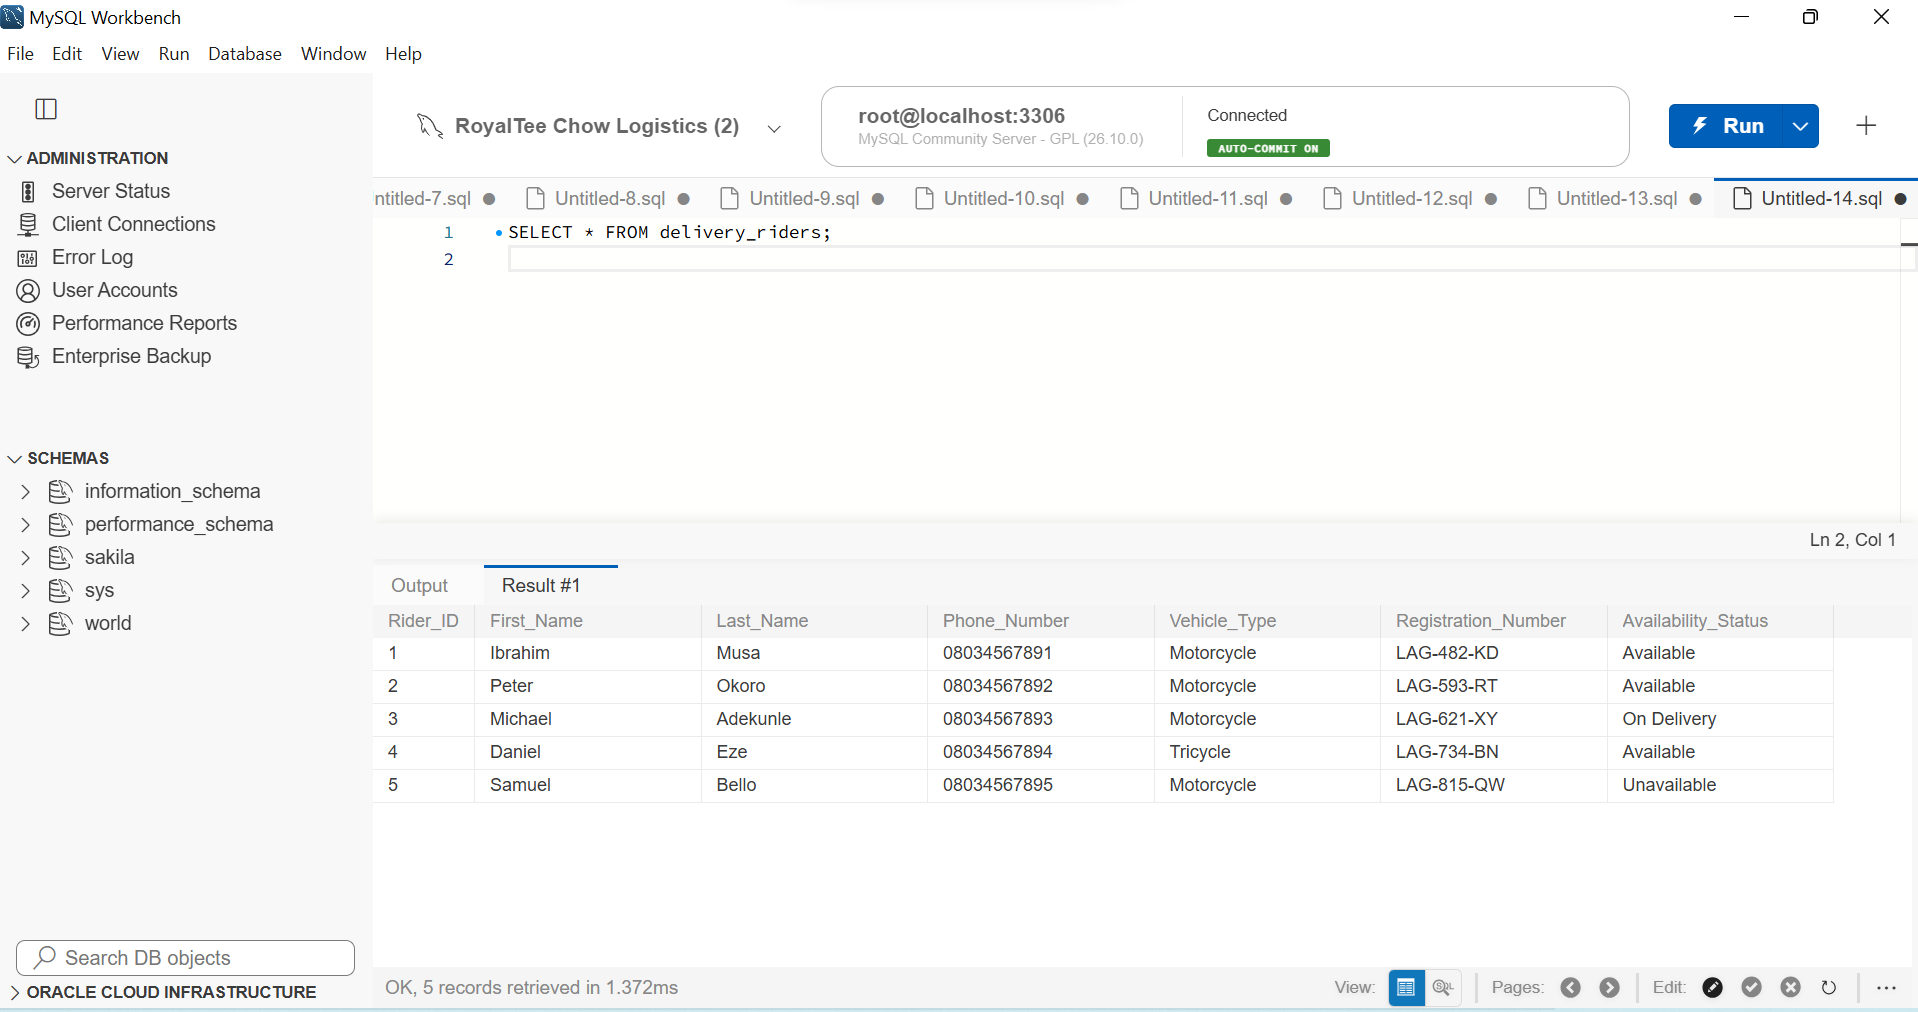 MySQL Workbench
File Edit View Run Database Window Help
RoyalTee Chow Logistics (2)
root@localhost:3306
MySQL Community Server - GPL (26.10.0)
Connected
AUTO-COMMIT ON
Run
ADMINISTRATION
Server Status
Client Connections
Error Log
User Accounts
Performance Reports
Enterprise Backup
SCHEMAS
information_schema
performance_schema
sakila
sys
world
Search DB objects
ORACLE CLOUD INFRASTRUCTURE
ntitled-7.sql Untitled-8.sql Untitled-9.sql Untitled-10.sql Untitled-11.sql Untitled-12.sql Untitled-13.sql Untitled-14.sql
1 SELECT * FROM delivery_riders;
2
Ln 2, Col 1
Output Result #1
Rider_ID First_Name Last_Name Phone_Number Vehicle_Type Registration_Number Availability_Status
1 Ibrahim Musa 08034567891 Motorcycle LAG-482-KD Available
2 Peter Okoro 08034567892 Motorcycle LAG-593-RT Available
3 Michael Adekunle 08034567893 Motorcycle LAG-621-XY On Delivery
4 Daniel Eze 08034567894 Tricycle LAG-734-BN Available
5 Samuel Bello 08034567895 Motorcycle LAG-815-QW Unavailable
OK, 5 records retrieved in 1.372ms
View: SQL Pages: Edit: